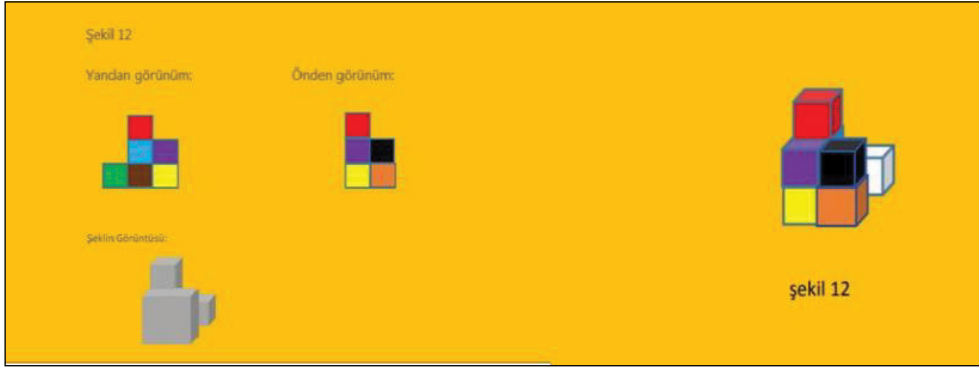 Şekil 12
Yandan görünüm:
Önden görünüm:
Şeklin Görüntüsü:
şekil 12